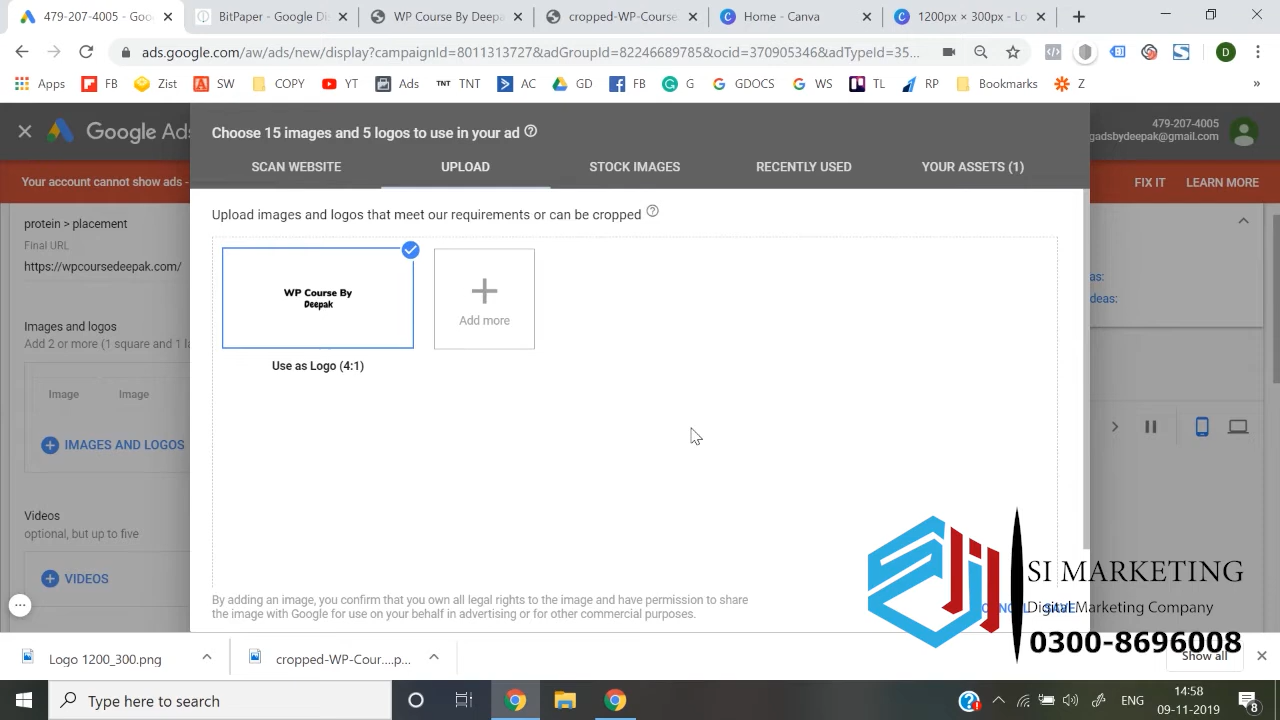 479-207-4005 - Goo
BitPaper - Google Di
WP Course By Deepa
cropped-WP-Course
Home - Canva
1200px × 300px - Lo
ads.google.com/aw/ads/new/display?campaignId=8011313727&adGroupId=82246689785&ocid=370905346&adTypeId=35...
D
Apps
FB
Zist
SW
COPY
YT
Ads
TNT TNT
AC
GD
FB
G
GDOCS
WS
TL
RP
Bookmarks
Z
»
Google Ads
Choose 15 images and 5 logos to use in your ad
479-207-4005
gadsbydeepak@gmail.com
SCAN WEBSITE
UPLOAD
STOCK IMAGES
RECENTLY USED
YOUR ASSETS (1)
Your account cannot show ads -
FIX IT
LEARN MORE
Upload images and logos that meet our requirements or can be cropped
protein > placement
Final URL
https://wpcoursedeepak.com/
WP Course By
Deepak
Add more
Use as Logo (4:1)
as:
deas:
Images and logos
Add 2 or more (1 square and 1 la
Image
Image
IMAGES AND LOGOS
Videos
optional, but up to five
VIDEOS
By adding an image, you confirm that you own all legal rights to the image and have permission to share
the image with Google for use on your behalf in advertising or for other commercial purposes.
SAVE
SI MARKETING
Digital Marketing Company
0300-8696008
Logo 1200_300.png
cropped-WP-Cour....p...
Show all
Type here to search
ENG
14:58
09-11-2019
8